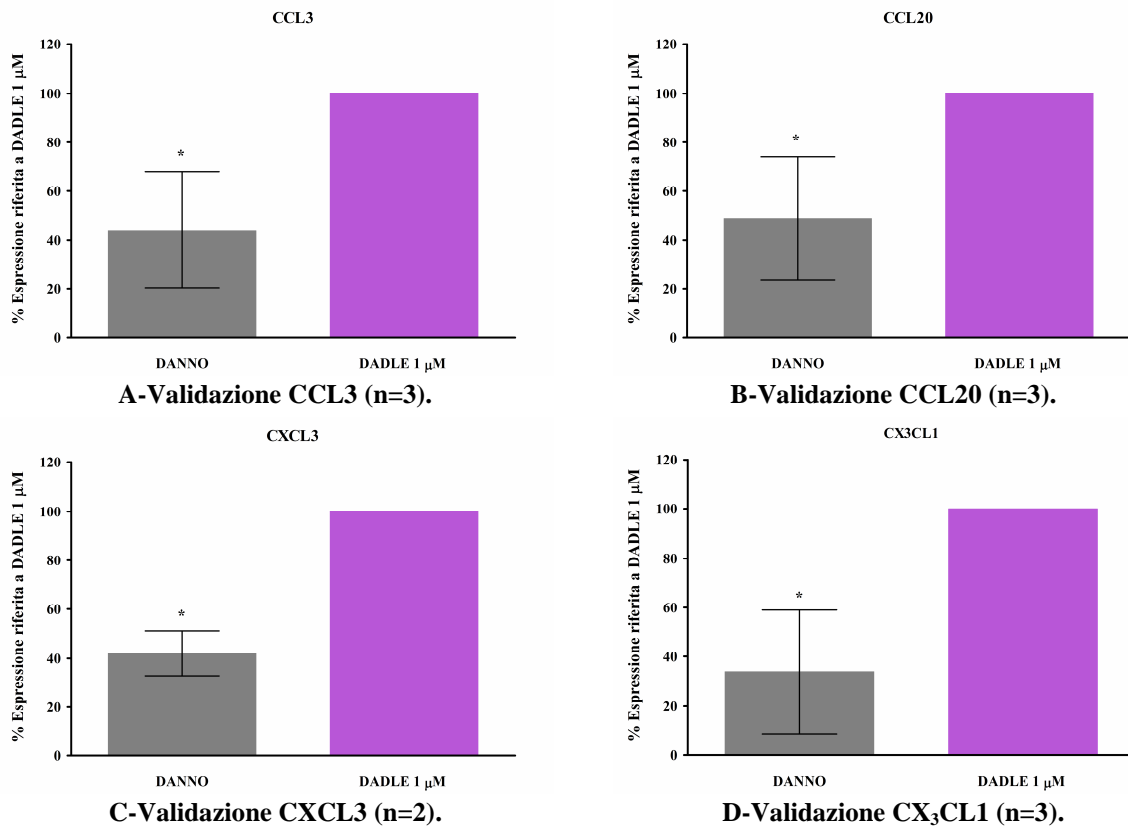 CCL3
% Espressione riferita a DADLE 1 μM
120
100
80
60
40
20
0
*
DANNO
DADLE 1 μM
A-Validazione CCL3 (n=3).
CCL20
% Espressione riferita a DADLE 1 μM
120
100
80
60
40
20
0
*
DANNO
DADLE 1 μM
B-Validazione CCL20 (n=3).
CXCL3
% Espressione riferita a DADLE 1 μM
120
100
80
60
40
20
0
*
DANNO
DADLE 1 μM
C-Validazione CXCL3 (n=2).
CX3CL1
% Espressione riferita a DADLE 1 μM
120
100
80
60
40
20
0
*
DANNO
DADLE 1 μM
D-Validazione CX₃CL1 (n=3).